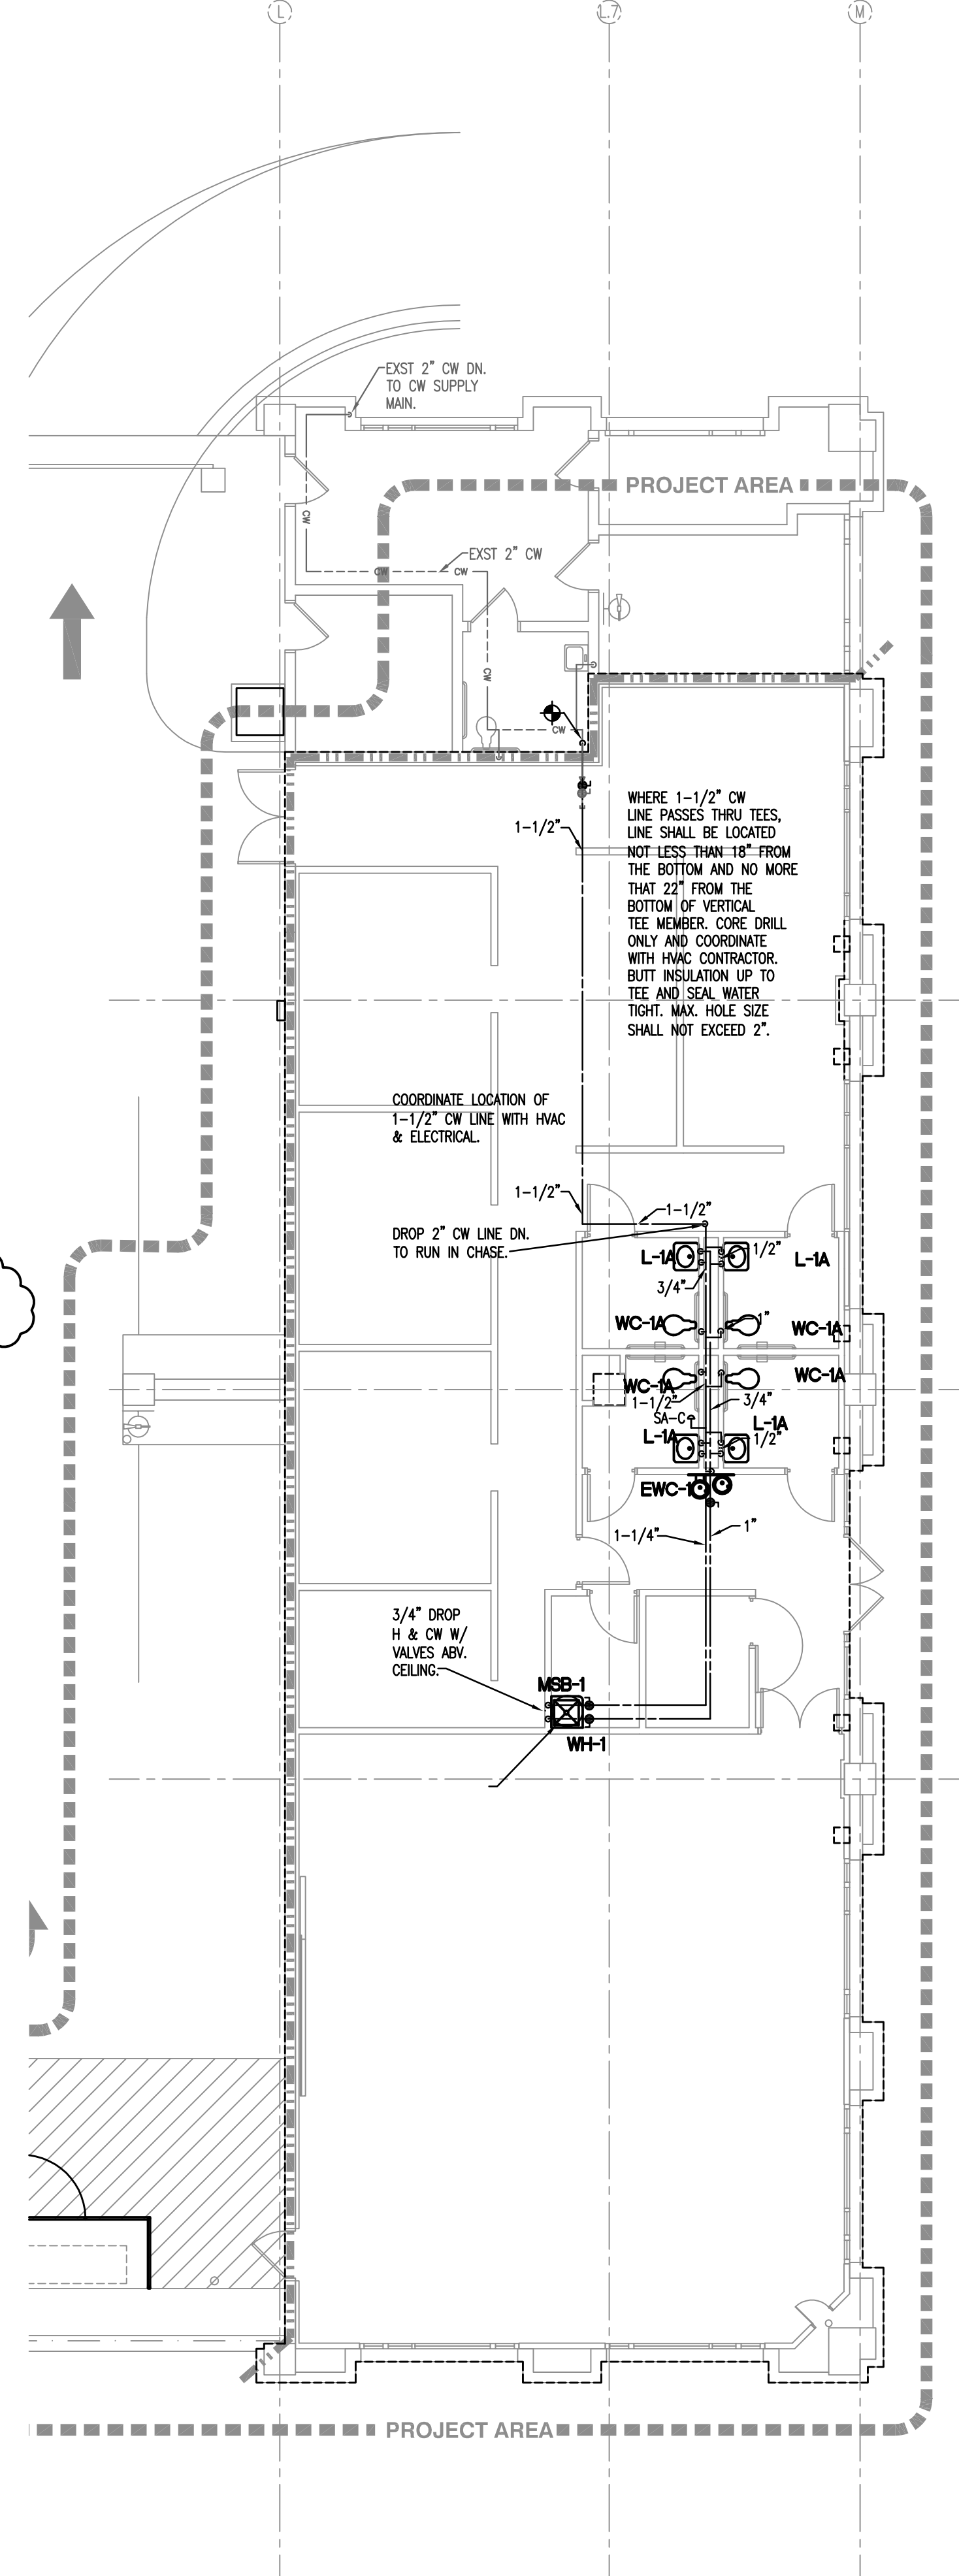 L
L.7
M
EXST 2" CW DN.
TO CW SUPPLY
MAIN.
PROJECT AREA
CW
EXST 2" CW
CW
CW
CW
CW
1-1/2"
WHERE 1-1/2" CW
LINE PASSES THRU TEES,
LINE SHALL BE LOCATED
NOT LESS THAN 18" FROM
THE BOTTOM AND NO MORE
THAT 22" FROM THE
BOTTOM OF VERTICAL
TEE MEMBER. CORE DRILL
ONLY AND COORDINATE
WITH HVAC CONTRACTOR.
BUTT INSULATION UP TO
TEE AND SEAL WATER
TIGHT. MAX. HOLE SIZE
SHALL NOT EXCEED 2".
COORDINATE LOCATION OF
1-1/2" CW LINE WITH HVAC
& ELECTRICAL.
1-1/2"
1-1/2"
DROP 2" CW LINE DN.
TO RUN IN CHASE.
L-1A
1/2"
L-1A
3/4"
WC-1A
1"
WC-1A
WC-1A
WC-1A
1-1/2"
3/4"
SA-C
L-1A
L-1A
1/2"
EWC-1
1-1/4"
1"
3/4" DROP
H & CW W/
VALVES ABV.
CEILING.
MSB-1
WH-1
PROJECT AREA